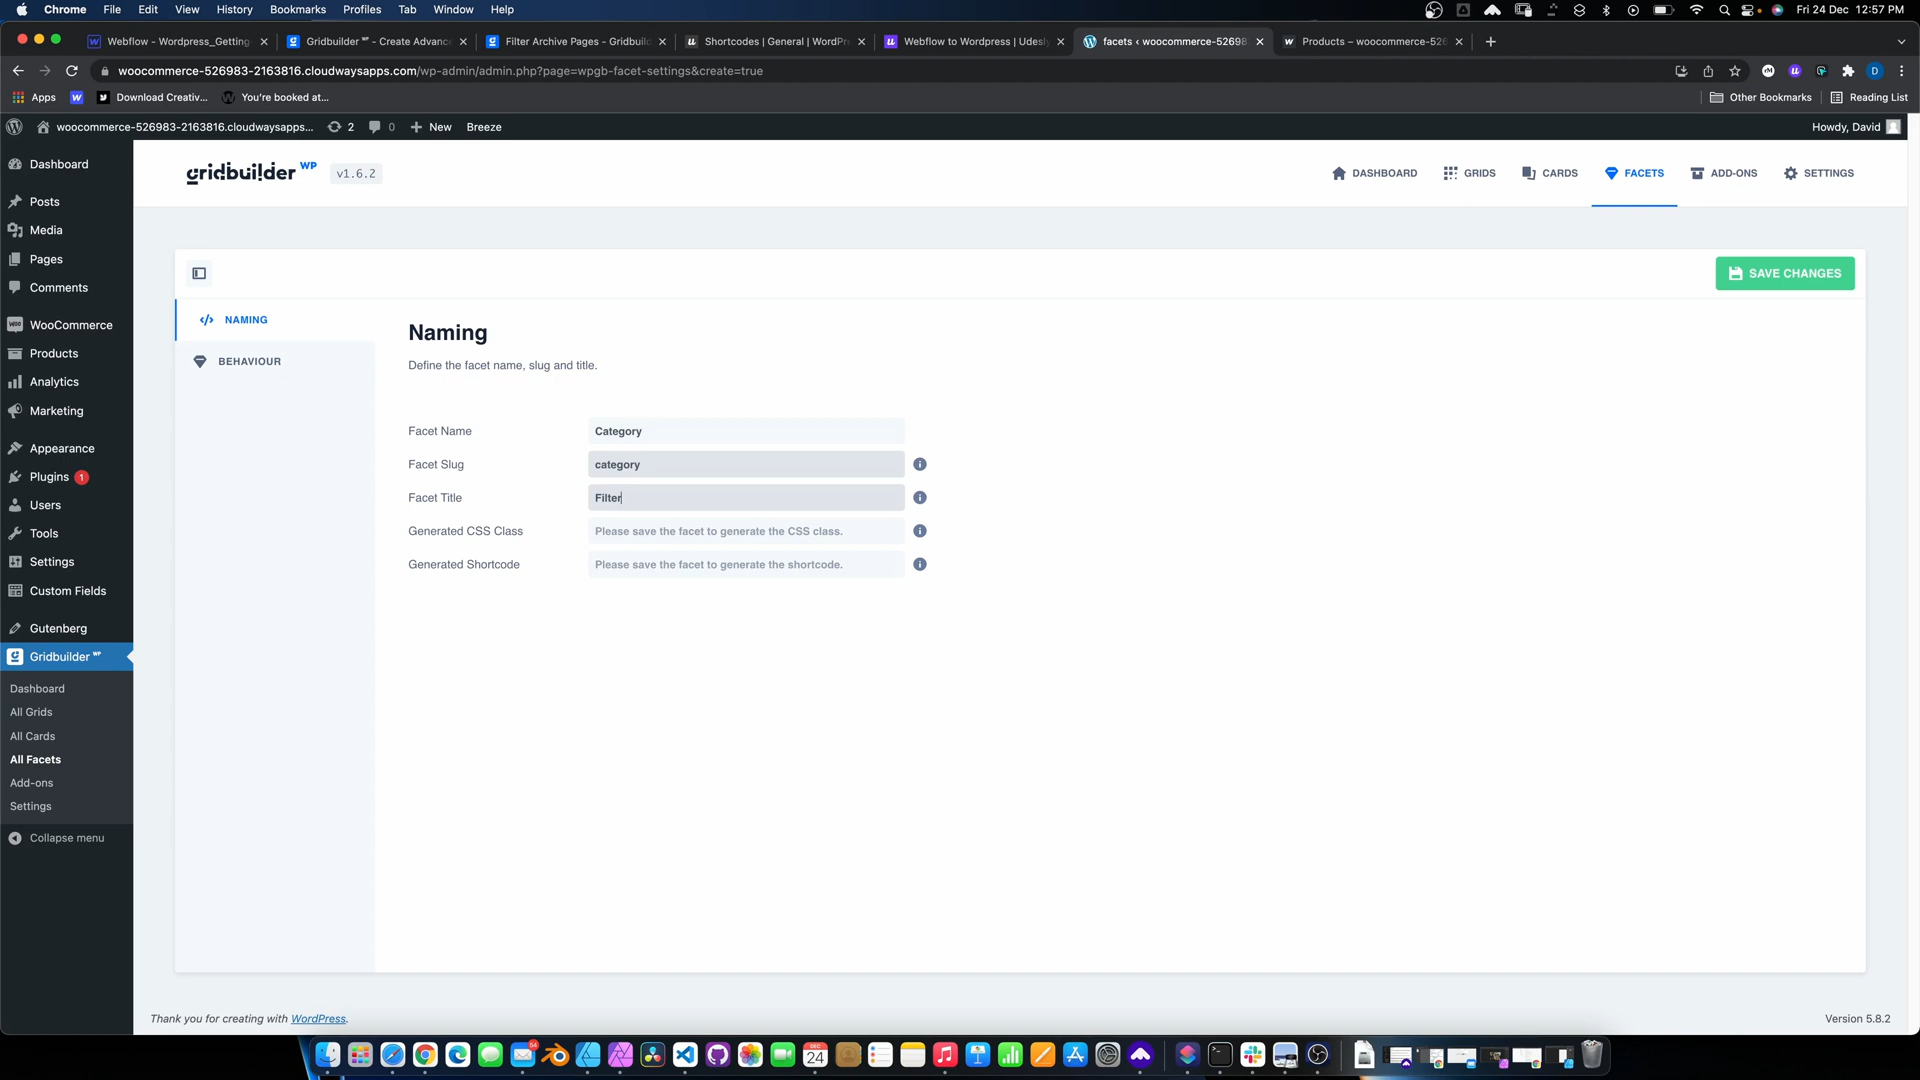 Chrome File Edit View History Bookmarks Profiles Tab Window Help Fri 24 Dec 12:57 PM
Webflow - Wordpress_Getting Gridbuilder ᵂᴾ - Create Advanc Filter Archive Pages - Gridbuild Shortcodes | General | WordPr Webflow to Wordpress | Udesly facets ‹ woocommerce-52698 Products – woocommerce-526
woocommerce-526983-2163816.cloudwaysapps.com/wp-admin/admin.php?page=wpgb-facet-settings&create=true
Apps Download Creativ... You're booked at... Other Bookmarks Reading List
woocommerce-526983-2163816.cloudwaysapps... 2 0 New Breeze Howdy, David
gridbuilder WP v1.6.2 DASHBOARD GRIDS CARDS FACETS ADD-ONS SETTINGS
Dashboard
Posts
Media
Pages
Comments
WooCommerce
Products
Analytics
Marketing
Appearance
Plugins 1
Users
Tools
Settings
Custom Fields
Gutenberg
Gridbuilder ᵂᴾ
Dashboard
All Grids
All Cards
All Facets
Add-ons
Settings
Collapse menu
SAVE CHANGES
NAMING
BEHAVIOUR
Naming
Define the facet name, slug and title.
Facet Name Category
Facet Slug category
Facet Title Filter
Generated CSS Class Please save the facet to generate the CSS class.
Generated Shortcode Please save the facet to generate the shortcode.
Thank you for creating with WordPress. Version 5.8.2
64
DEC
24